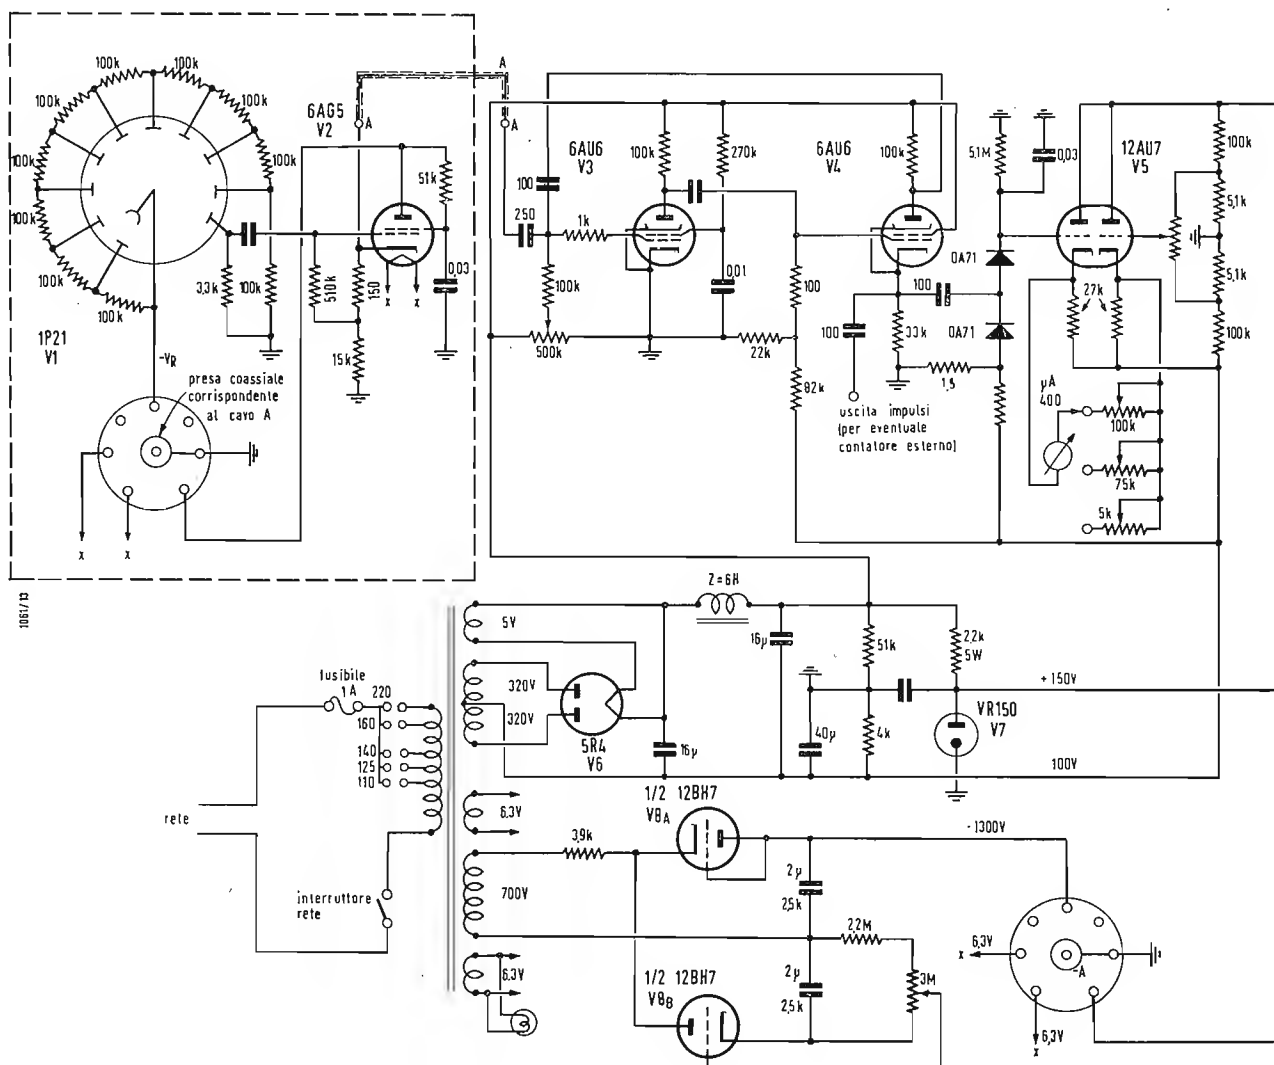 100k
100k
100k
100k
100k
100k
100k
100k
100k
100k
1P21
V1
-VR
3,3k
100k
510k
150
15k
51k
0,03
6AG5
V2
A
x
x
presa coassiale
corrispondente
al cavo A
x
x
1061/13
A
A
250
100
1k
100k
500k
6AU6
V3
100k
270k
0,01
22k
100
82k
6AU6
V4
100k
100
100
33k
1,5
uscita impulsi
(per eventuale
contatore esterno)
5,1M
0,03
0A71
0A71
12AU7
V5
27k
100k
5,1k
5,1k
100k
µA
400
100k
75k
5k
Z=6H
5V
320V
320V
5R4
V6
16µ
16µ
51k
4k
40µ
2,2k
5W
+150V
VR150
V7
100V
fusibile
1A
220
160
140
125
110
rete
interruttore
rete
6,3V
700V
6,3V
3,9k
1/2 12BH7
V8A
-1300V
2µ
2,5k
2,2M
2µ
2,5k
3M
1/2 12BH7
V8B
6,3V
x
-A
6,3V
x